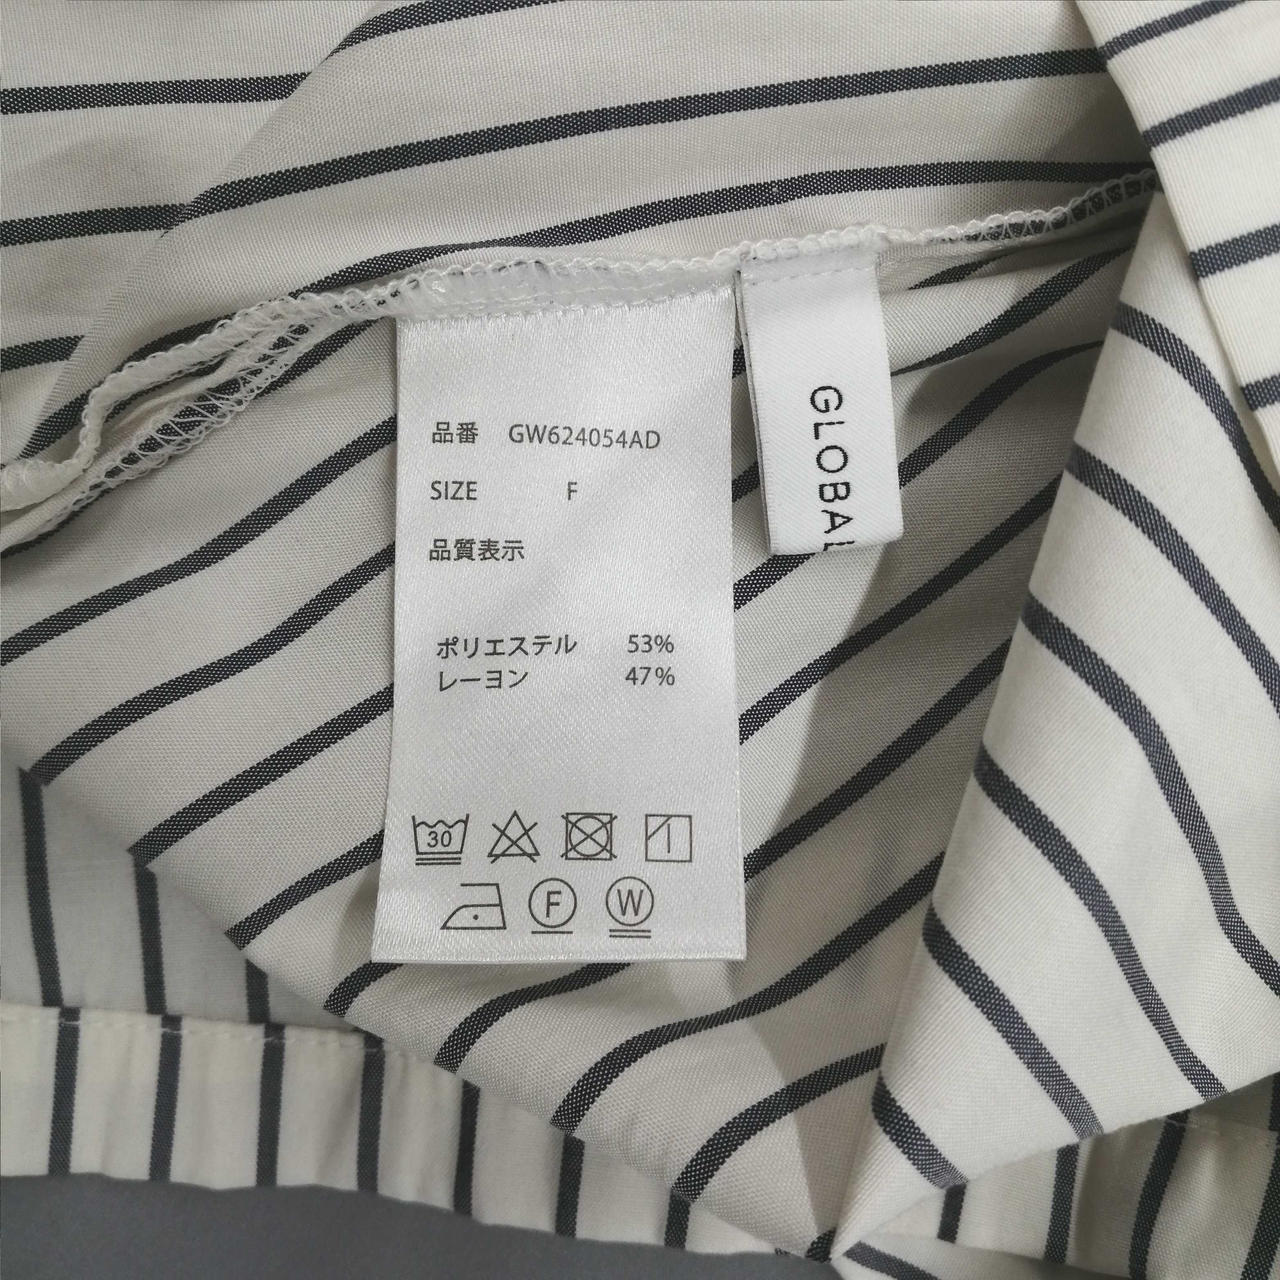 品番 GW624054AD
SIZE F
品質表示
ポリエステル 53%
レーヨン 47%
30
F W
GLOBAL